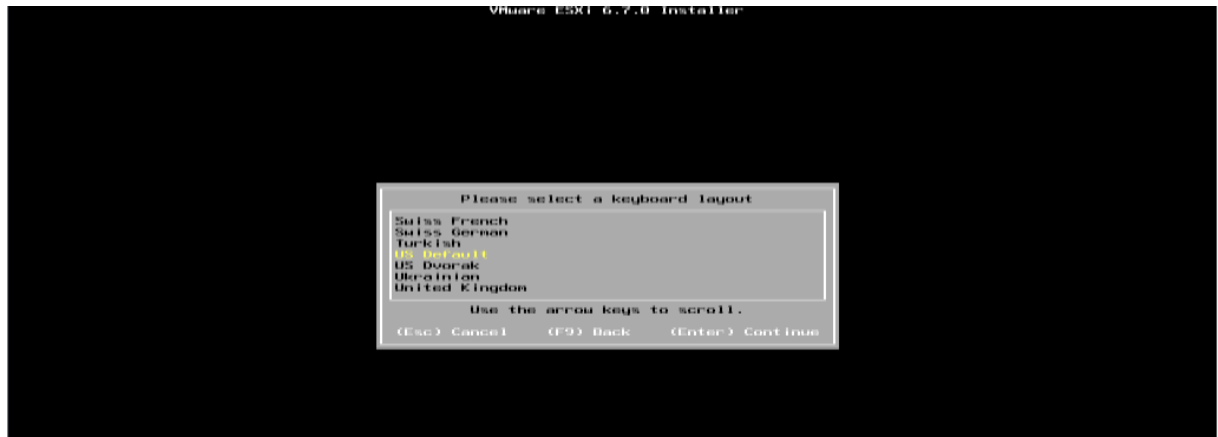 VMware ESXi 6.7.0 Installer
Please select a keyboard layout
Swiss French
Swiss German
Turkish
US Default
US Dvorak
Ukrainian
United Kingdom
Use the arrow keys to scroll.
(Esc) Cancel (F9) Back (Enter) Continue